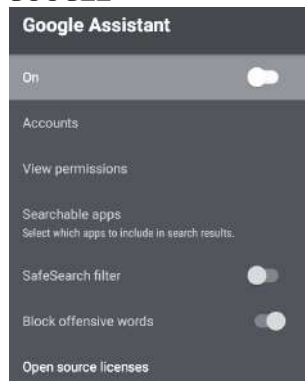 Google Assistant
On
Accounts
View permissions
Searchable apps
Select which apps to include in search results.
SafeSearch filter
Block offensive words
Open source licenses